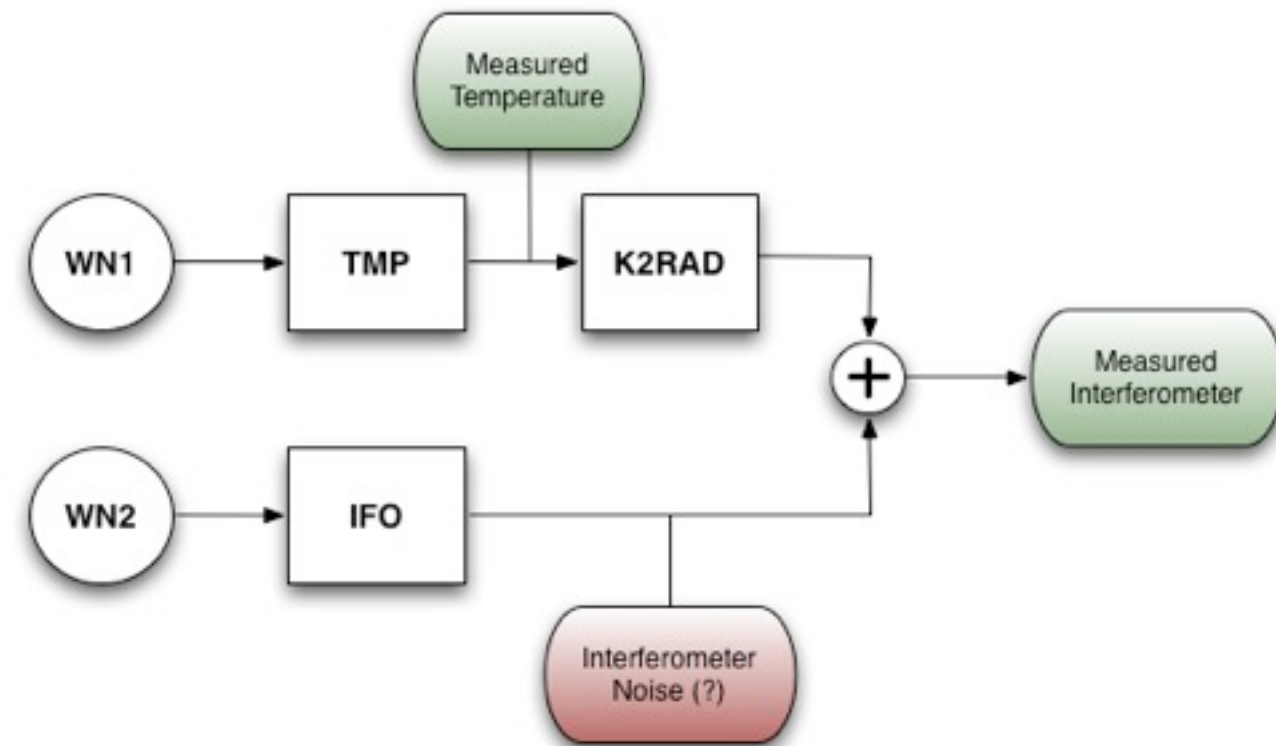 Measured
Temperature
WN1
TMP
K2RAD
+
Measured
Interferometer
WN2
IFO
Interferometer
Noise (?)